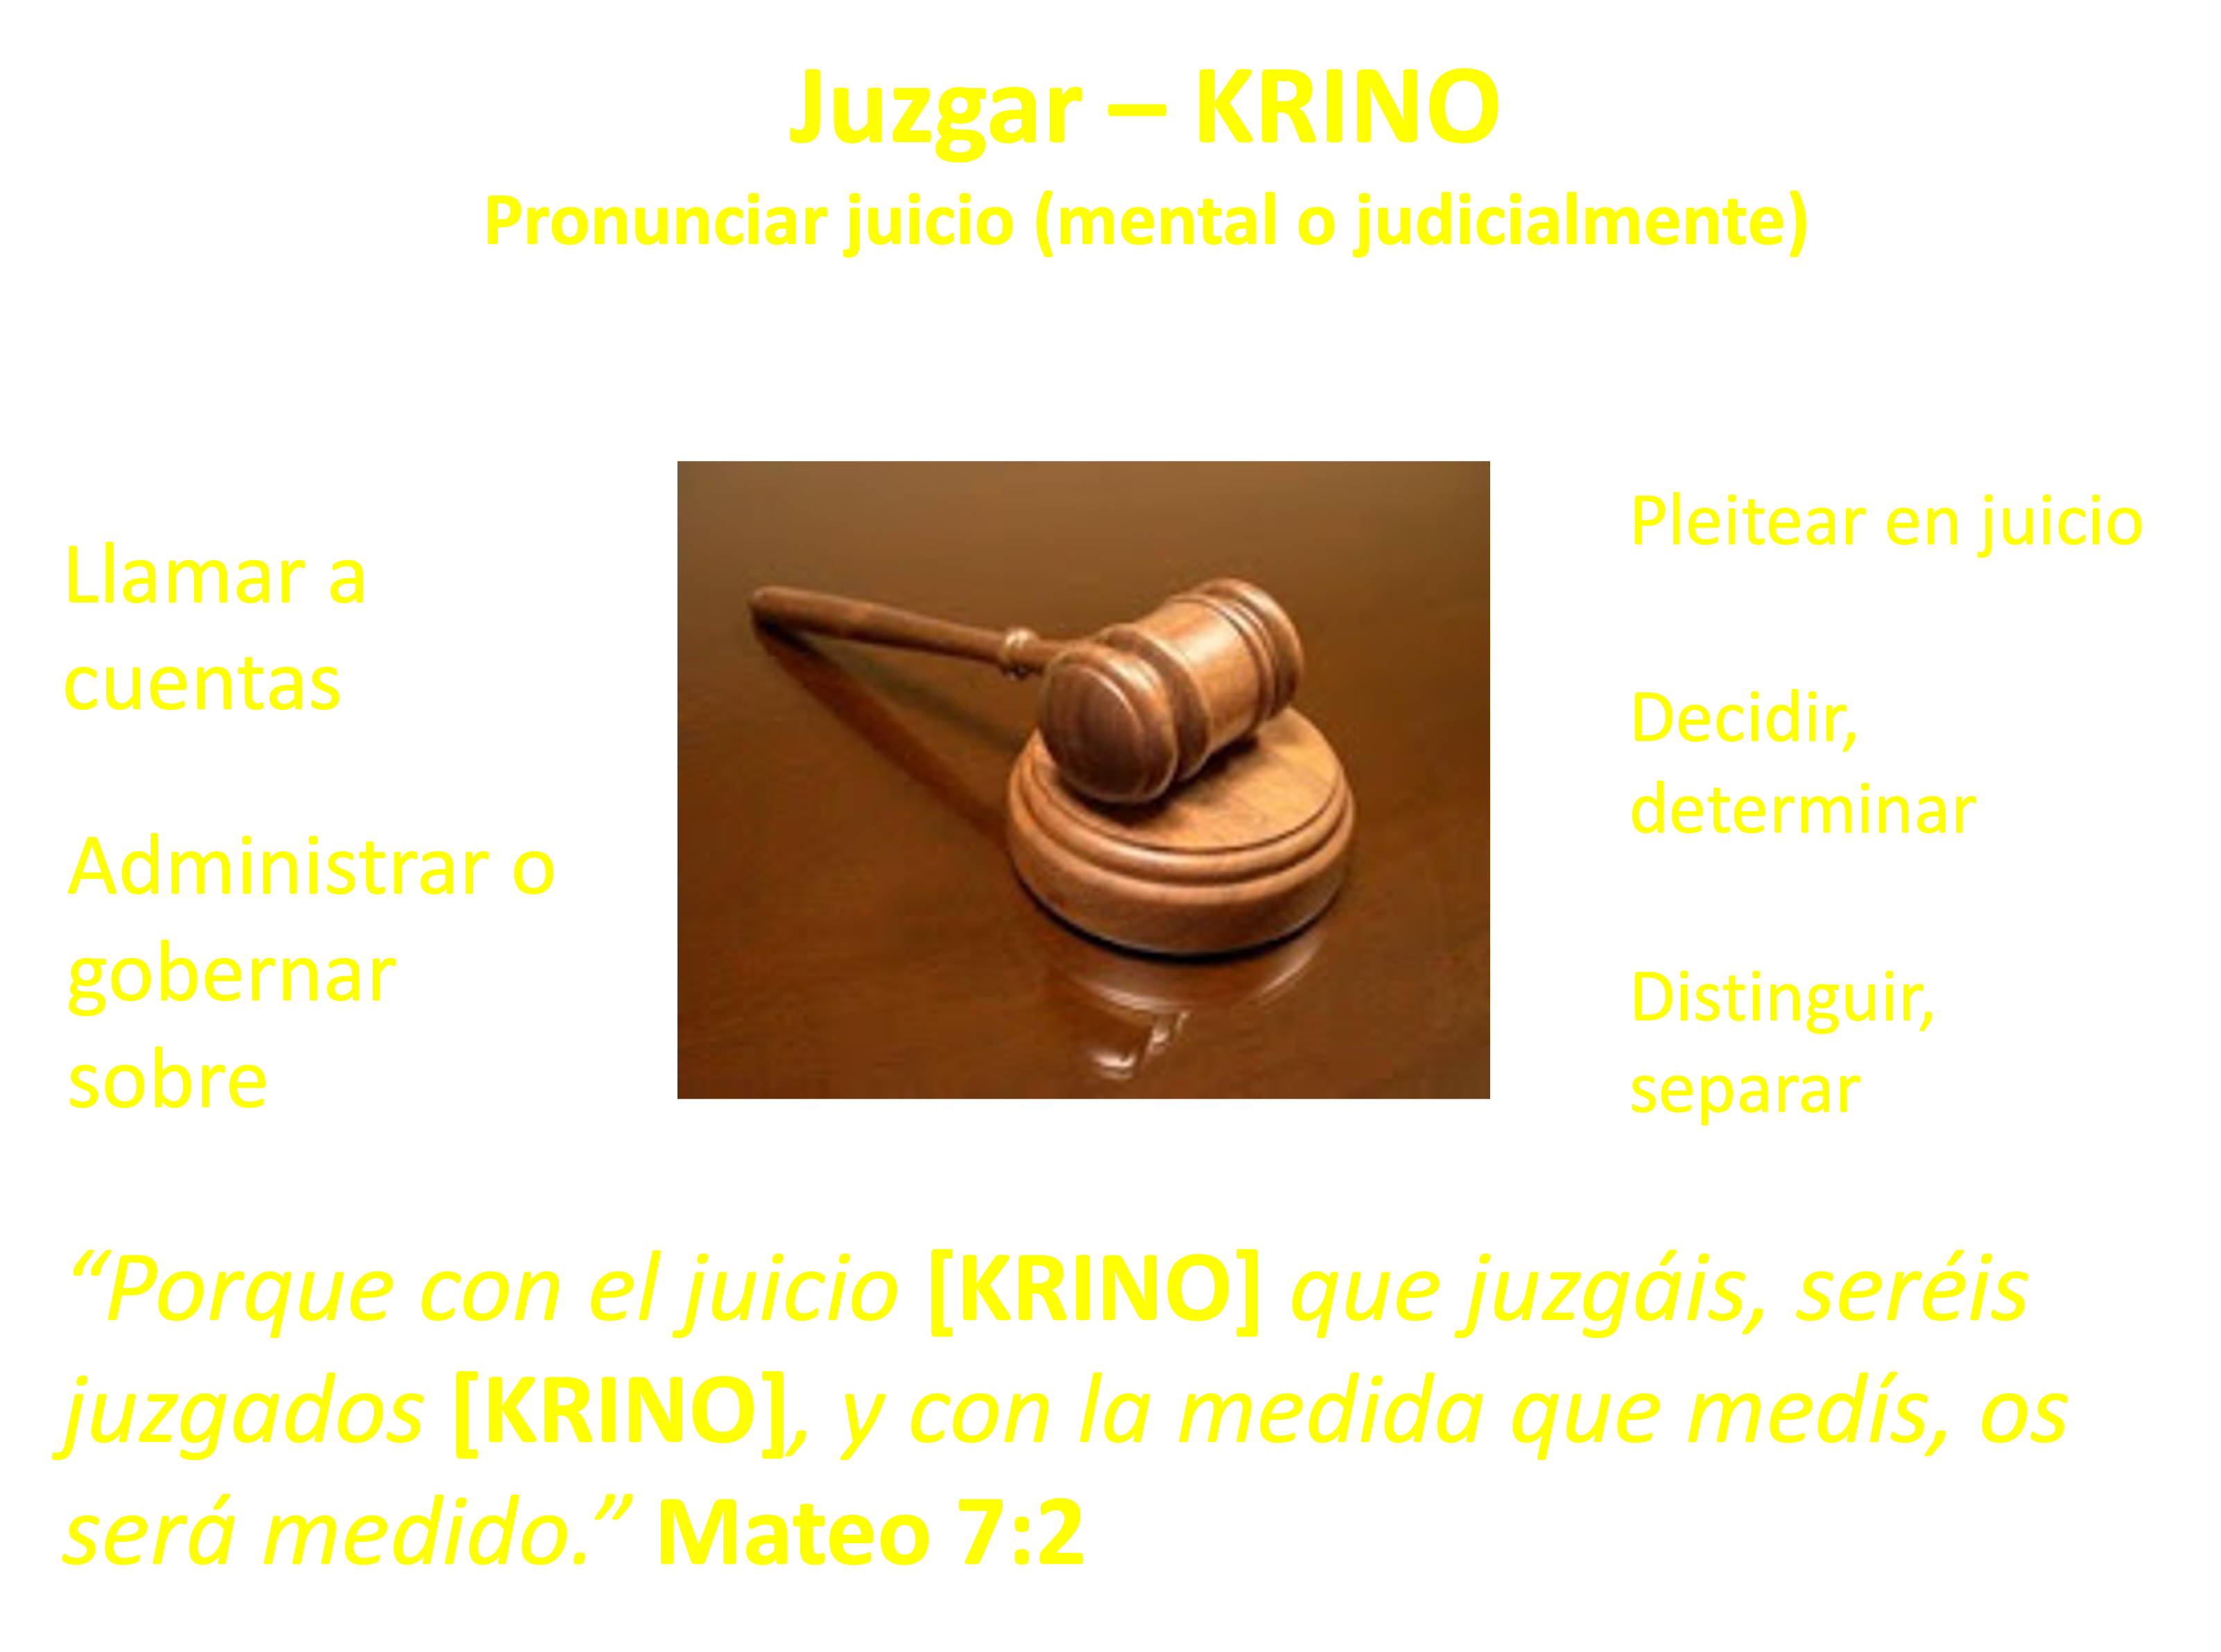 Juzgar – KRINO
Pronunciar juicio (mental o judicialmente)
Llamar a
cuentas
Administrar o
gobernar
sobre
Pleitear en juicio
Decidir,
determinar
Distinguir,
separar
“Porque con el juicio [KRINO] que juzgáis, seréis
juzgados [KRINO], y con la medida que medís, os
será medido.” Mateo 7:2